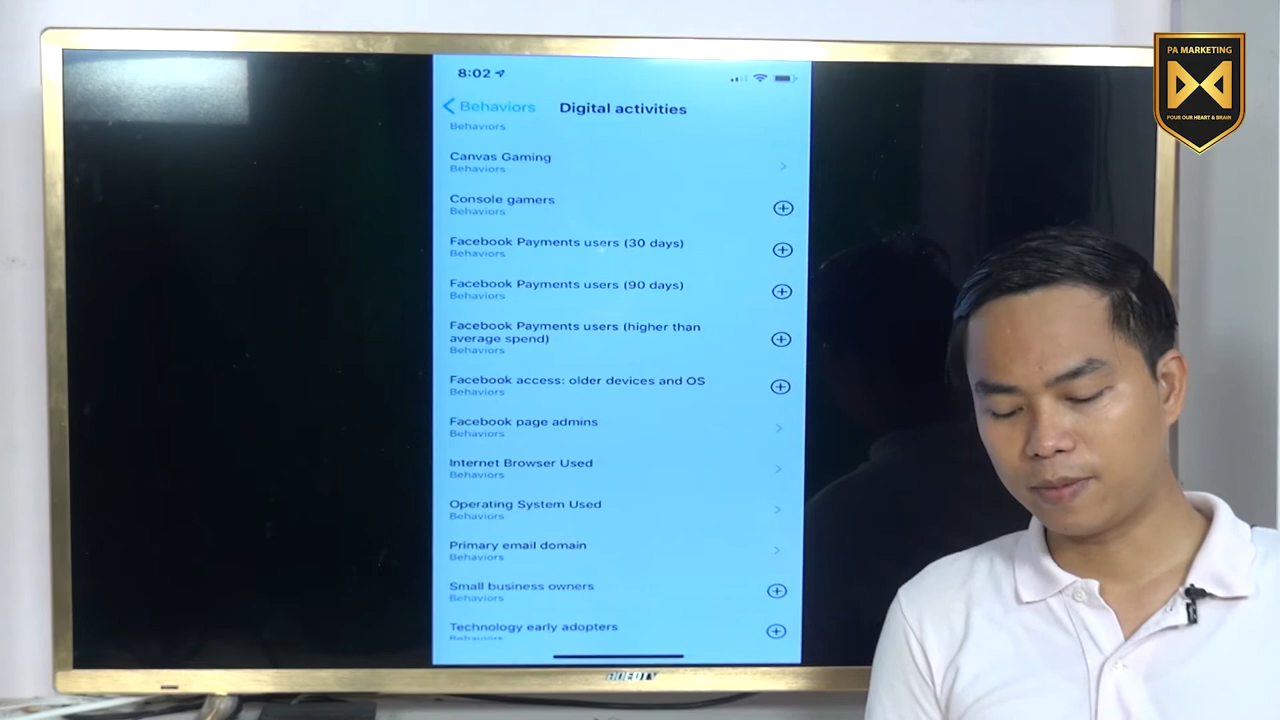 PA MARKETING
POUR OUR HEART & BRAIN
8:02
Behaviors
Digital activities
Behaviors
Canvas Gaming
Behaviors
Console gamers
Behaviors
Facebook Payments users (30 days)
Behaviors
Facebook Payments users (90 days)
Behaviors
Facebook Payments users (higher than
average spend)
Behaviors
Facebook access: older devices and OS
Behaviors
Facebook page admins
Behaviors
Internet Browser Used
Behaviors
Operating System Used
Behaviors
Primary email domain
Behaviors
Small business owners
Behaviors
Technology early adopters
Behaviors